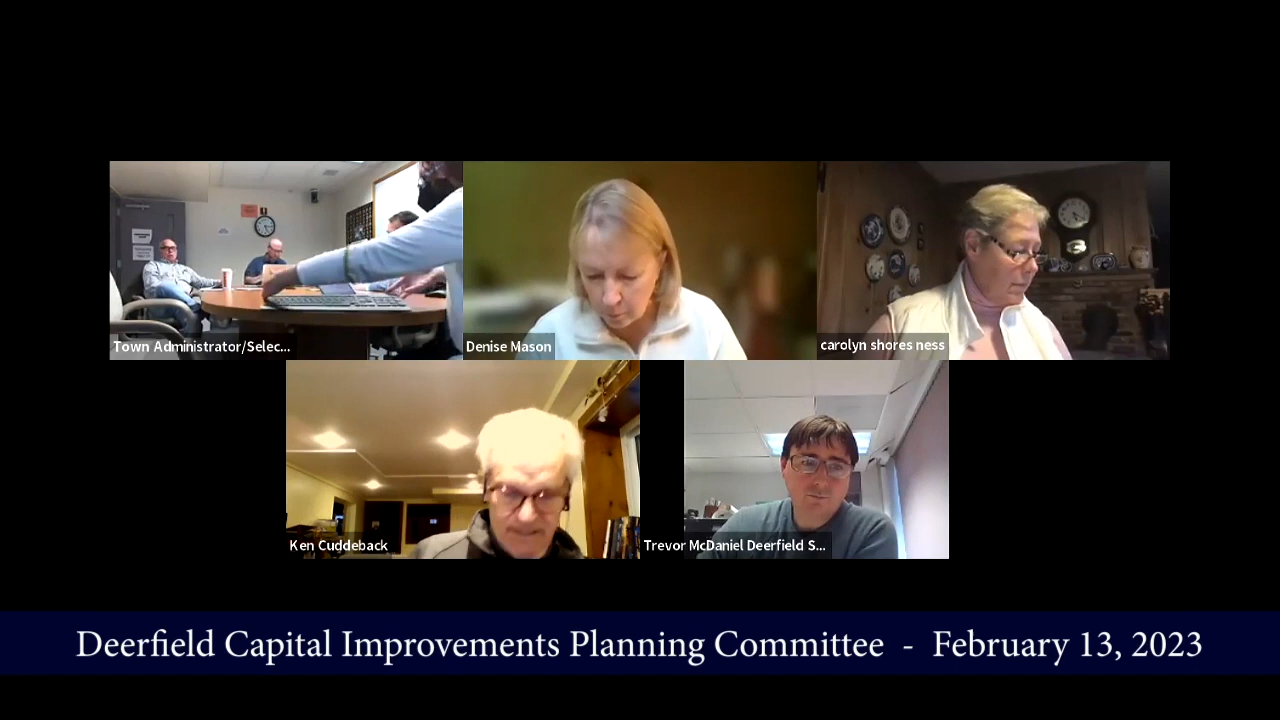 Town Administrator/Selec...
Denise Mason
carolyn shores ness
Ken Cuddeback
Trevor McDaniel Deerfield S...
Deerfield Capital Improvements Planning Committee - February 13, 2023